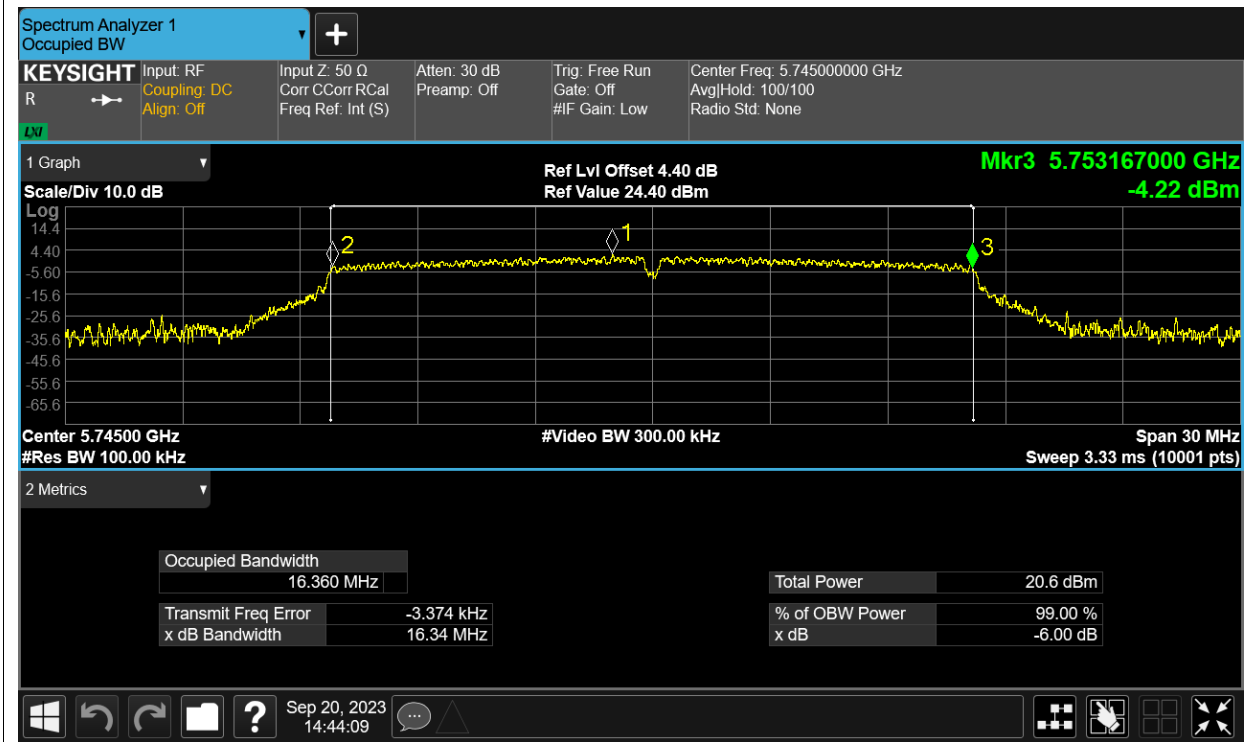 Spectrum Analyzer 1
Occupied BW
KEYSIGHT
R
LXI
Input: RF
Coupling: DC
Align: Off
Input Z: 50 Ω
Corr CCorr RCal
Freq Ref: Int (S)
Atten: 30 dB
Preamp: Off
Trig: Free Run
Gate: Off
#IF Gain: Low
Center Freq: 5.745000000 GHz
Avg|Hold: 100/100
Radio Std: None
1 Graph
Scale/Div 10.0 dB
Ref Lvl Offset 4.40 dB
Ref Value 24.40 dBm
Mkr3 5.753167000 GHz
-4.22 dBm
Log
14.4
4.40
-5.60
-15.6
-25.6
-35.6
-45.6
-55.6
-65.6
2
1
3
Center 5.74500 GHz
#Res BW 100.00 kHz
#Video BW 300.00 kHz
Span 30 MHz
Sweep 3.33 ms (10001 pts)
2 Metrics
Occupied Bandwidth
16.360 MHz
Transmit Freq Error -3.374 kHz
x dB Bandwidth 16.34 MHz
Total Power 20.6 dBm
% of OBW Power 99.00 %
x dB -6.00 dB
?
Sep 20, 2023
14:44:09